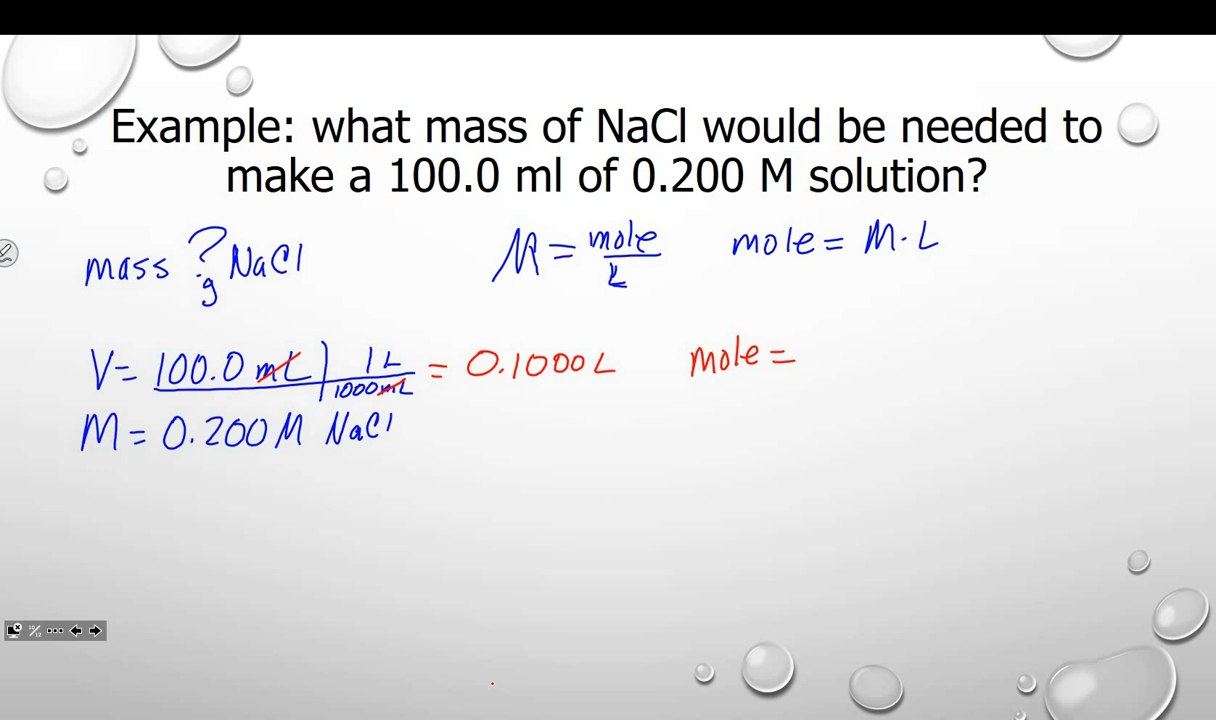 Example: what mass of NaCl would be needed to
make a 100.0 ml of 0.200 M solution?
mass ? g NaCl
M = mole / L
mole = M · L
V = 100.0 mL | 1 L / 1000 mL = 0.1000 L
mole =
M = 0.200 M NaCl